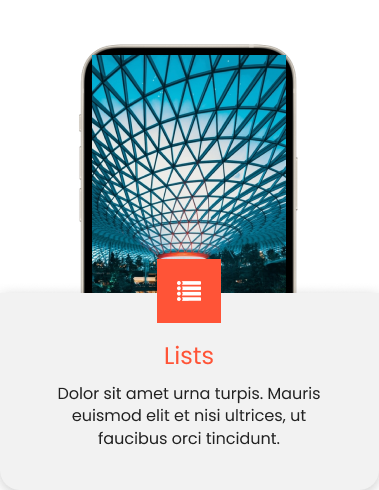 Lists
Dolor sit amet urna turpis. Mauris
euismod elit et nisi ultrices, ut
faucibus orci tincidunt.